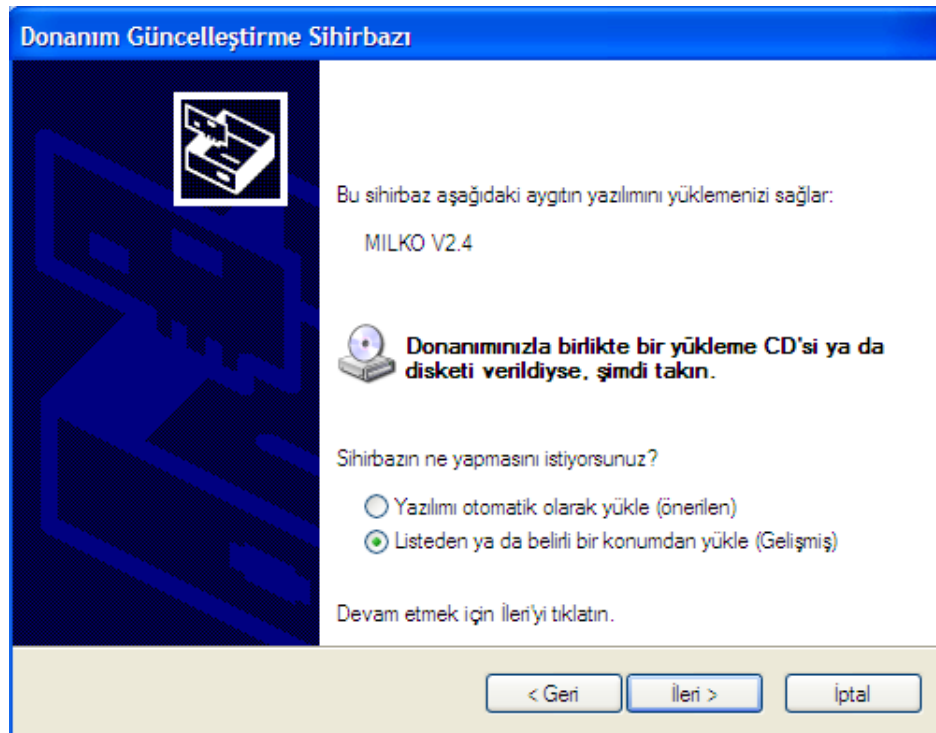 Donanım Güncelleştirme Sihirbazı
Bu sihirbaz aşağıdaki aygıtın yazılımını yüklemenizi sağlar:
MILKO V2.4
Donanımınızla birlikte bir yükleme CD'si ya da
disketi verildiyse, şimdi takın.
Sihirbazın ne yapmasını istiyorsunuz?
Yazılımı otomatik olarak yükle (önerilen)
Listeden ya da belirli bir konumdan yükle (Gelişmiş)
Devam etmek için İleri'yi tıklatın.
< Geri
İleri >
İptal